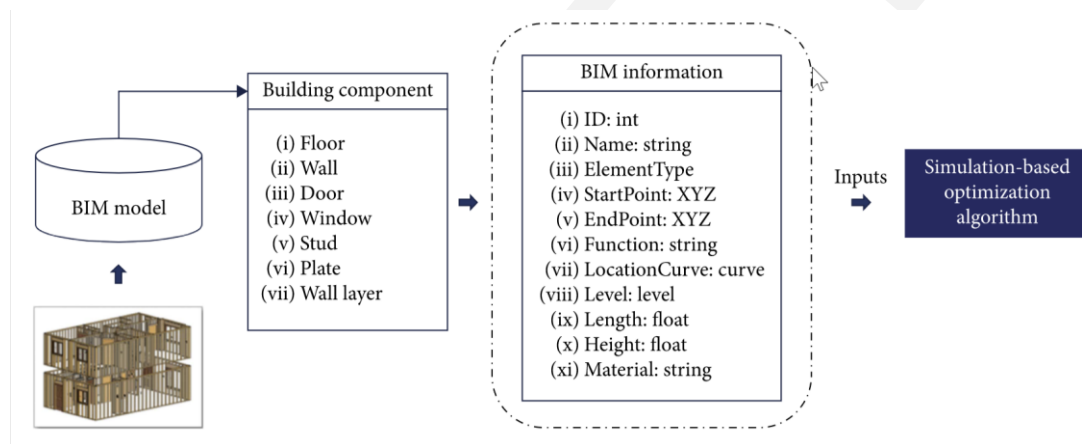 BIM model
Building component
(i) Floor
(ii) Wall
(iii) Door
(iv) Window
(v) Stud
(vi) Plate
(vii) Wall layer
BIM information
(i) ID: int
(ii) Name: string
(iii) ElementType
(iv) StartPoint: XYZ
(v) EndPoint: XYZ
(vi) Function: string
(vii) LocationCurve: curve
(viii) Level: level
(ix) Length: float
(x) Height: float
(xi) Material: string
Inputs
Simulation-based
optimization
algorithm